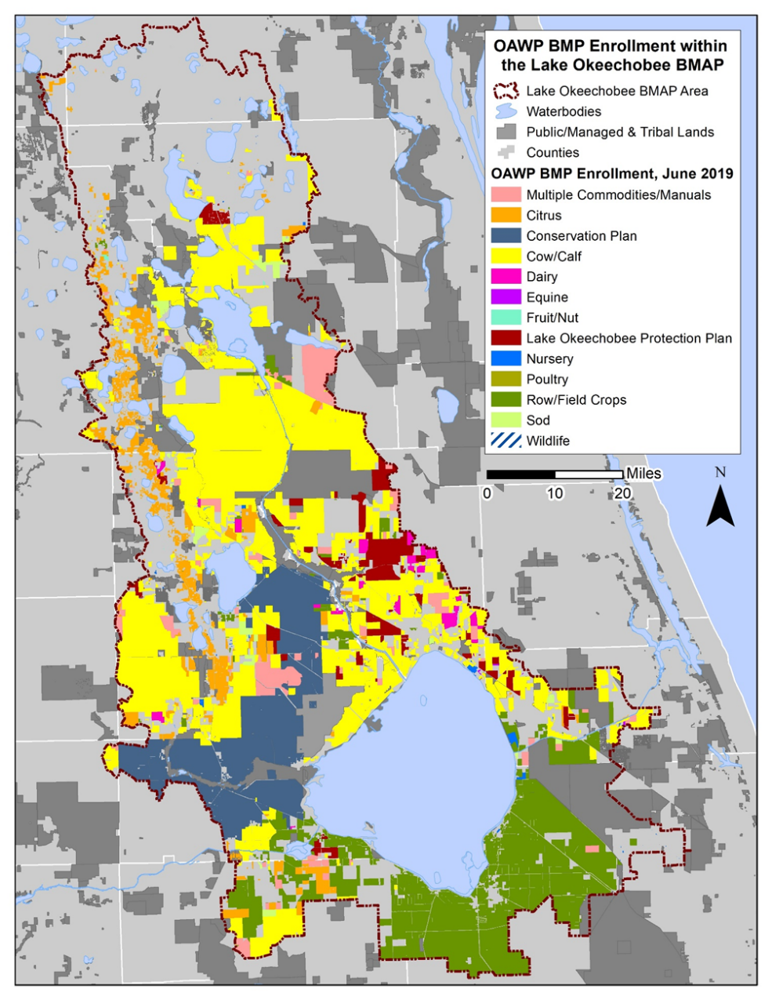 OAWP BMP Enrollment within
the Lake Okeechobee BMAP
Lake Okeechobee BMAP Area
Waterbodies
Public/Managed & Tribal Lands
Counties
OAWP BMP Enrollment, June 2019
Multiple Commodities/Manuals
Citrus
Conservation Plan
Cow/Calf
Dairy
Equine
Fruit/Nut
Lake Okeechobee Protection Plan
Nursery
Poultry
Row/Field Crops
Sod
Wildlife
Miles
0 10 20
N